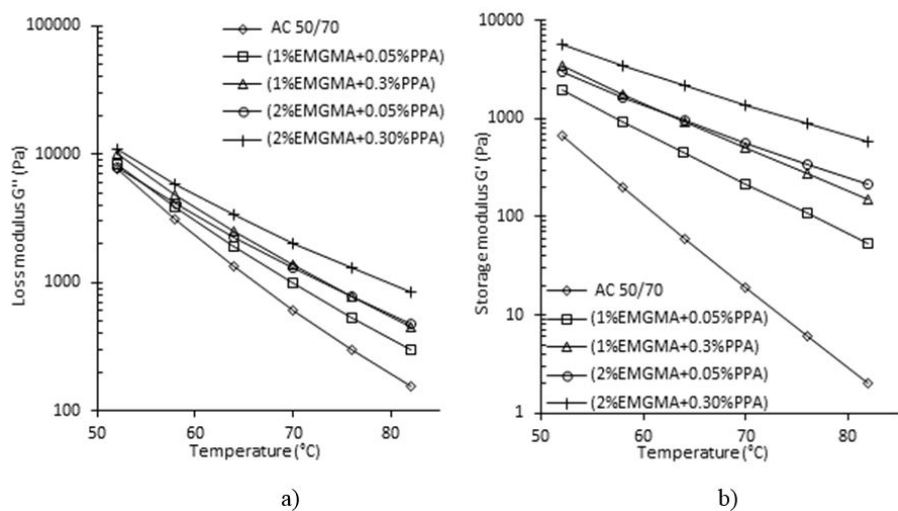 100000
10000
1000
100
Loss modulus G'' (Pa)
AC 50/70
(1%EMGMA+0.05%PPA)
(1%EMGMA+0.3%PPA)
(2%EMGMA+0.05%PPA)
(2%EMGMA+0.30%PPA)
50 60 70 80
Temperature (°C)
a)
10000
1000
100
10
1
Storage modulus G' (Pa)
AC 50/70
(1%EMGMA+0.05%PPA)
(1%EMGMA+0.3%PPA)
(2%EMGMA+0.05%PPA)
(2%EMGMA+0.30%PPA)
50 60 70 80
Temperature (°C)
b)